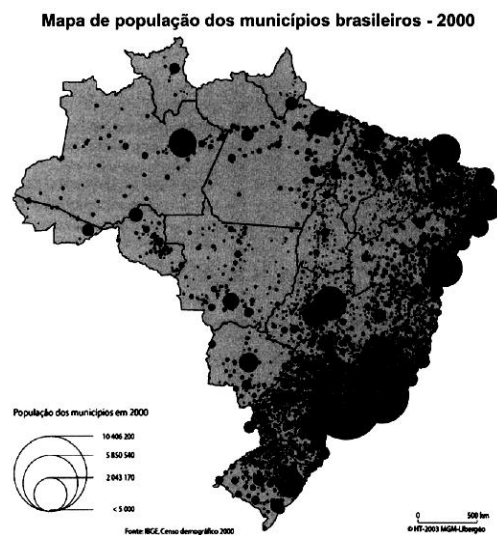 Mapa de população dos municípios brasileiros - 2000
População dos municípios em 2000
10 406 200
5 850 540
2 043 170
< 5 000
Fonte: IBGE, Censo demográfico 2000
0 500 km
© HT-2003 MGM-Libergéo